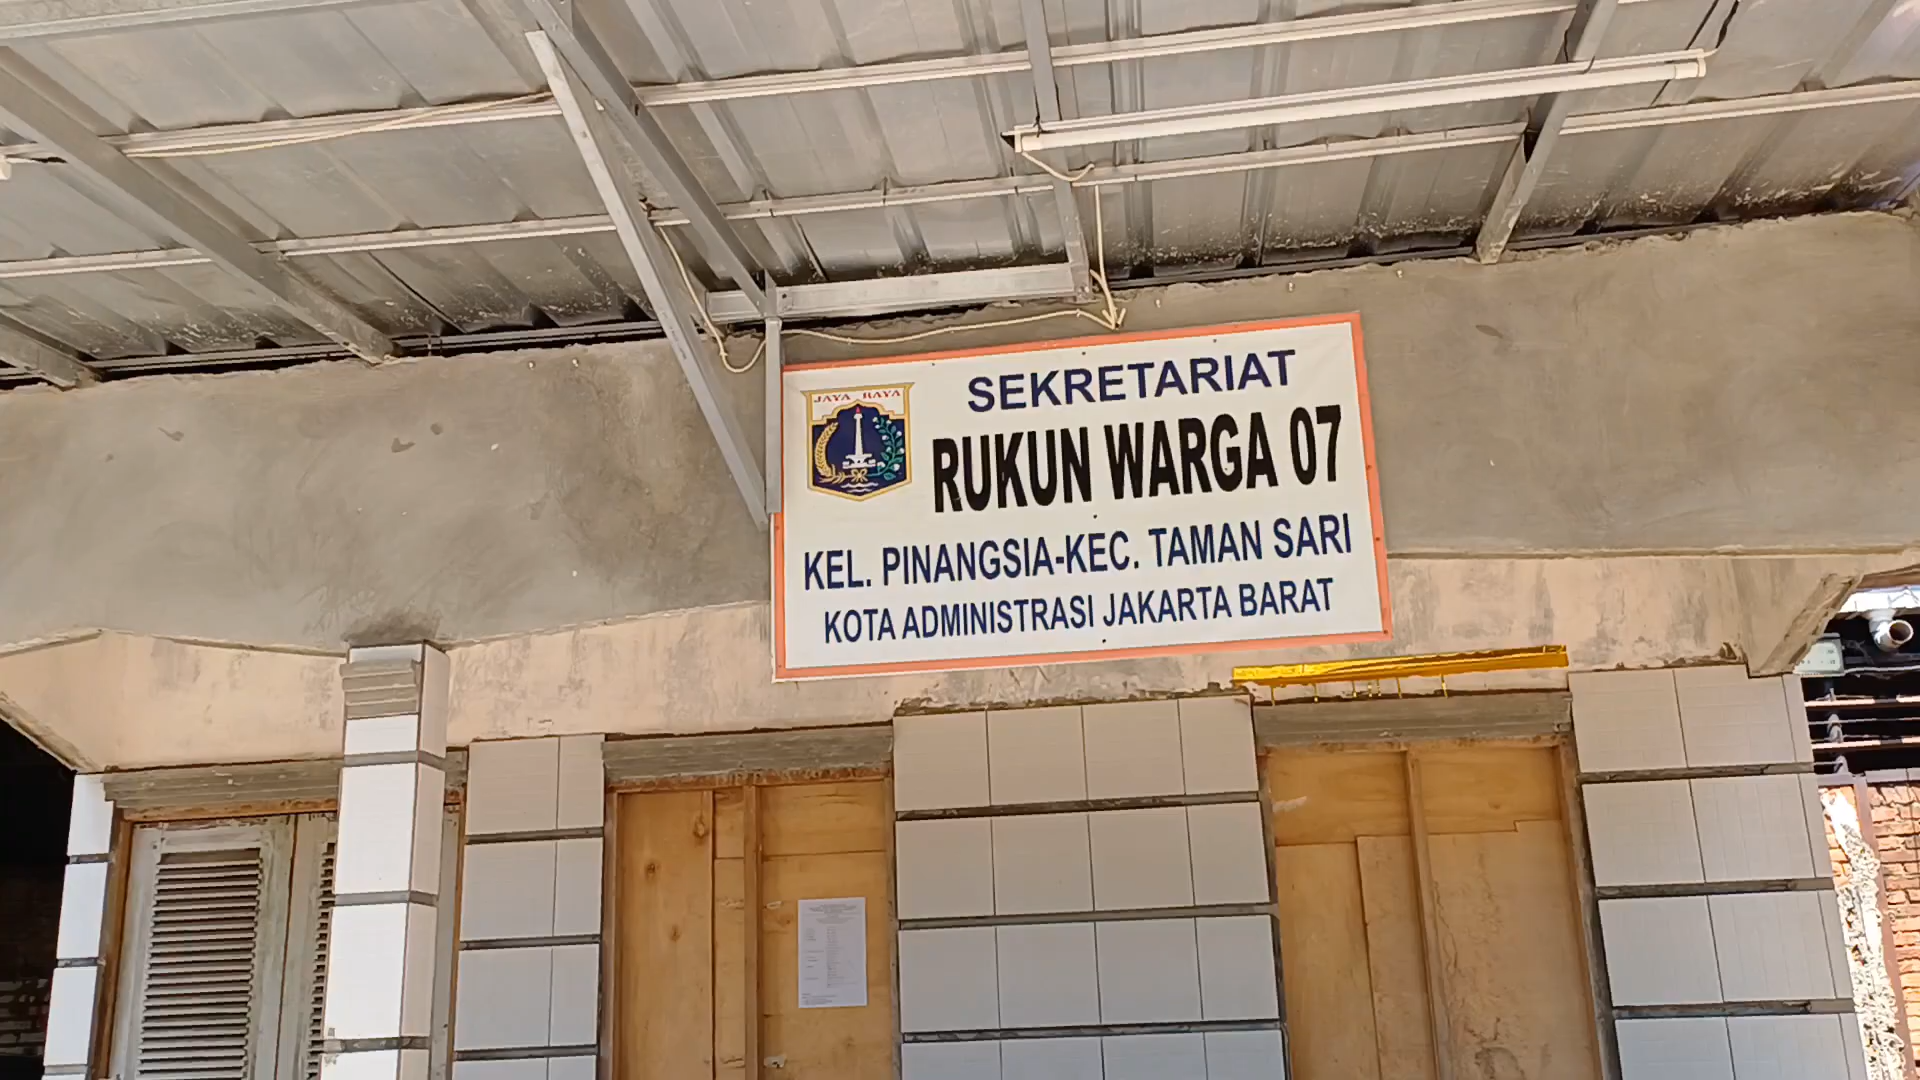 JAYA RAYA
SEKRETARIAT
RUKUN WARGA 07
KEL. PINANGSIA-KEC. TAMAN SARI
KOTA ADMINISTRASI JAKARTA BARAT